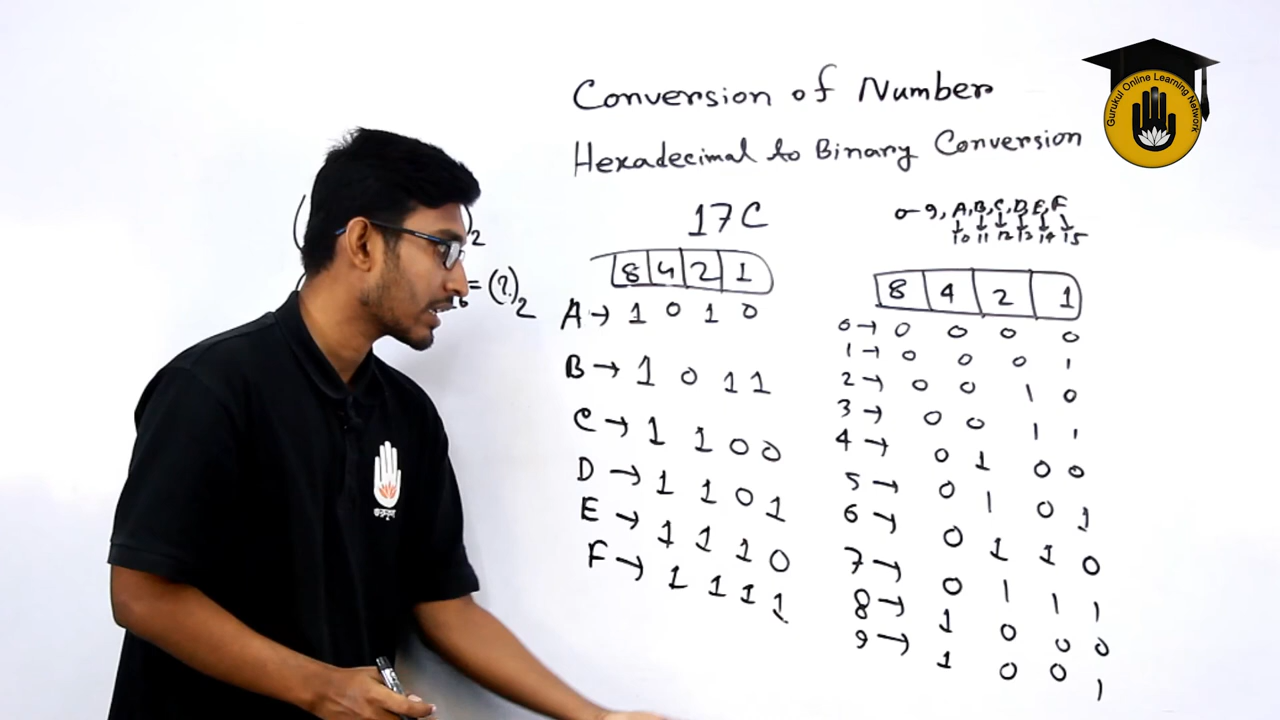 Conversion of Number
Hexadecimal to Binary Conversion
17C
0-9, A, B, C, D, E, F
10 11 12 13 14 15
)2
= (?)2
8 4 2 1
A → 1 0 1 0
B → 1 0 1 1
C → 1 1 0 0
D → 1 1 0 1
E → 1 1 1 0
F → 1 1 1 1
8 4 2 1
0 → 0 0 0 0
1 → 0 0 0 1
2 → 0 0 1 0
3 → 0 0 1 1
4 → 0 1 0 0
5 → 0 1 0 1
6 → 0 1 1 0
7 → 0 1 1 1
8 → 1 0 0 0
9 → 1 0 0 1
Gurukul Online Learning Network
গুরুকুল